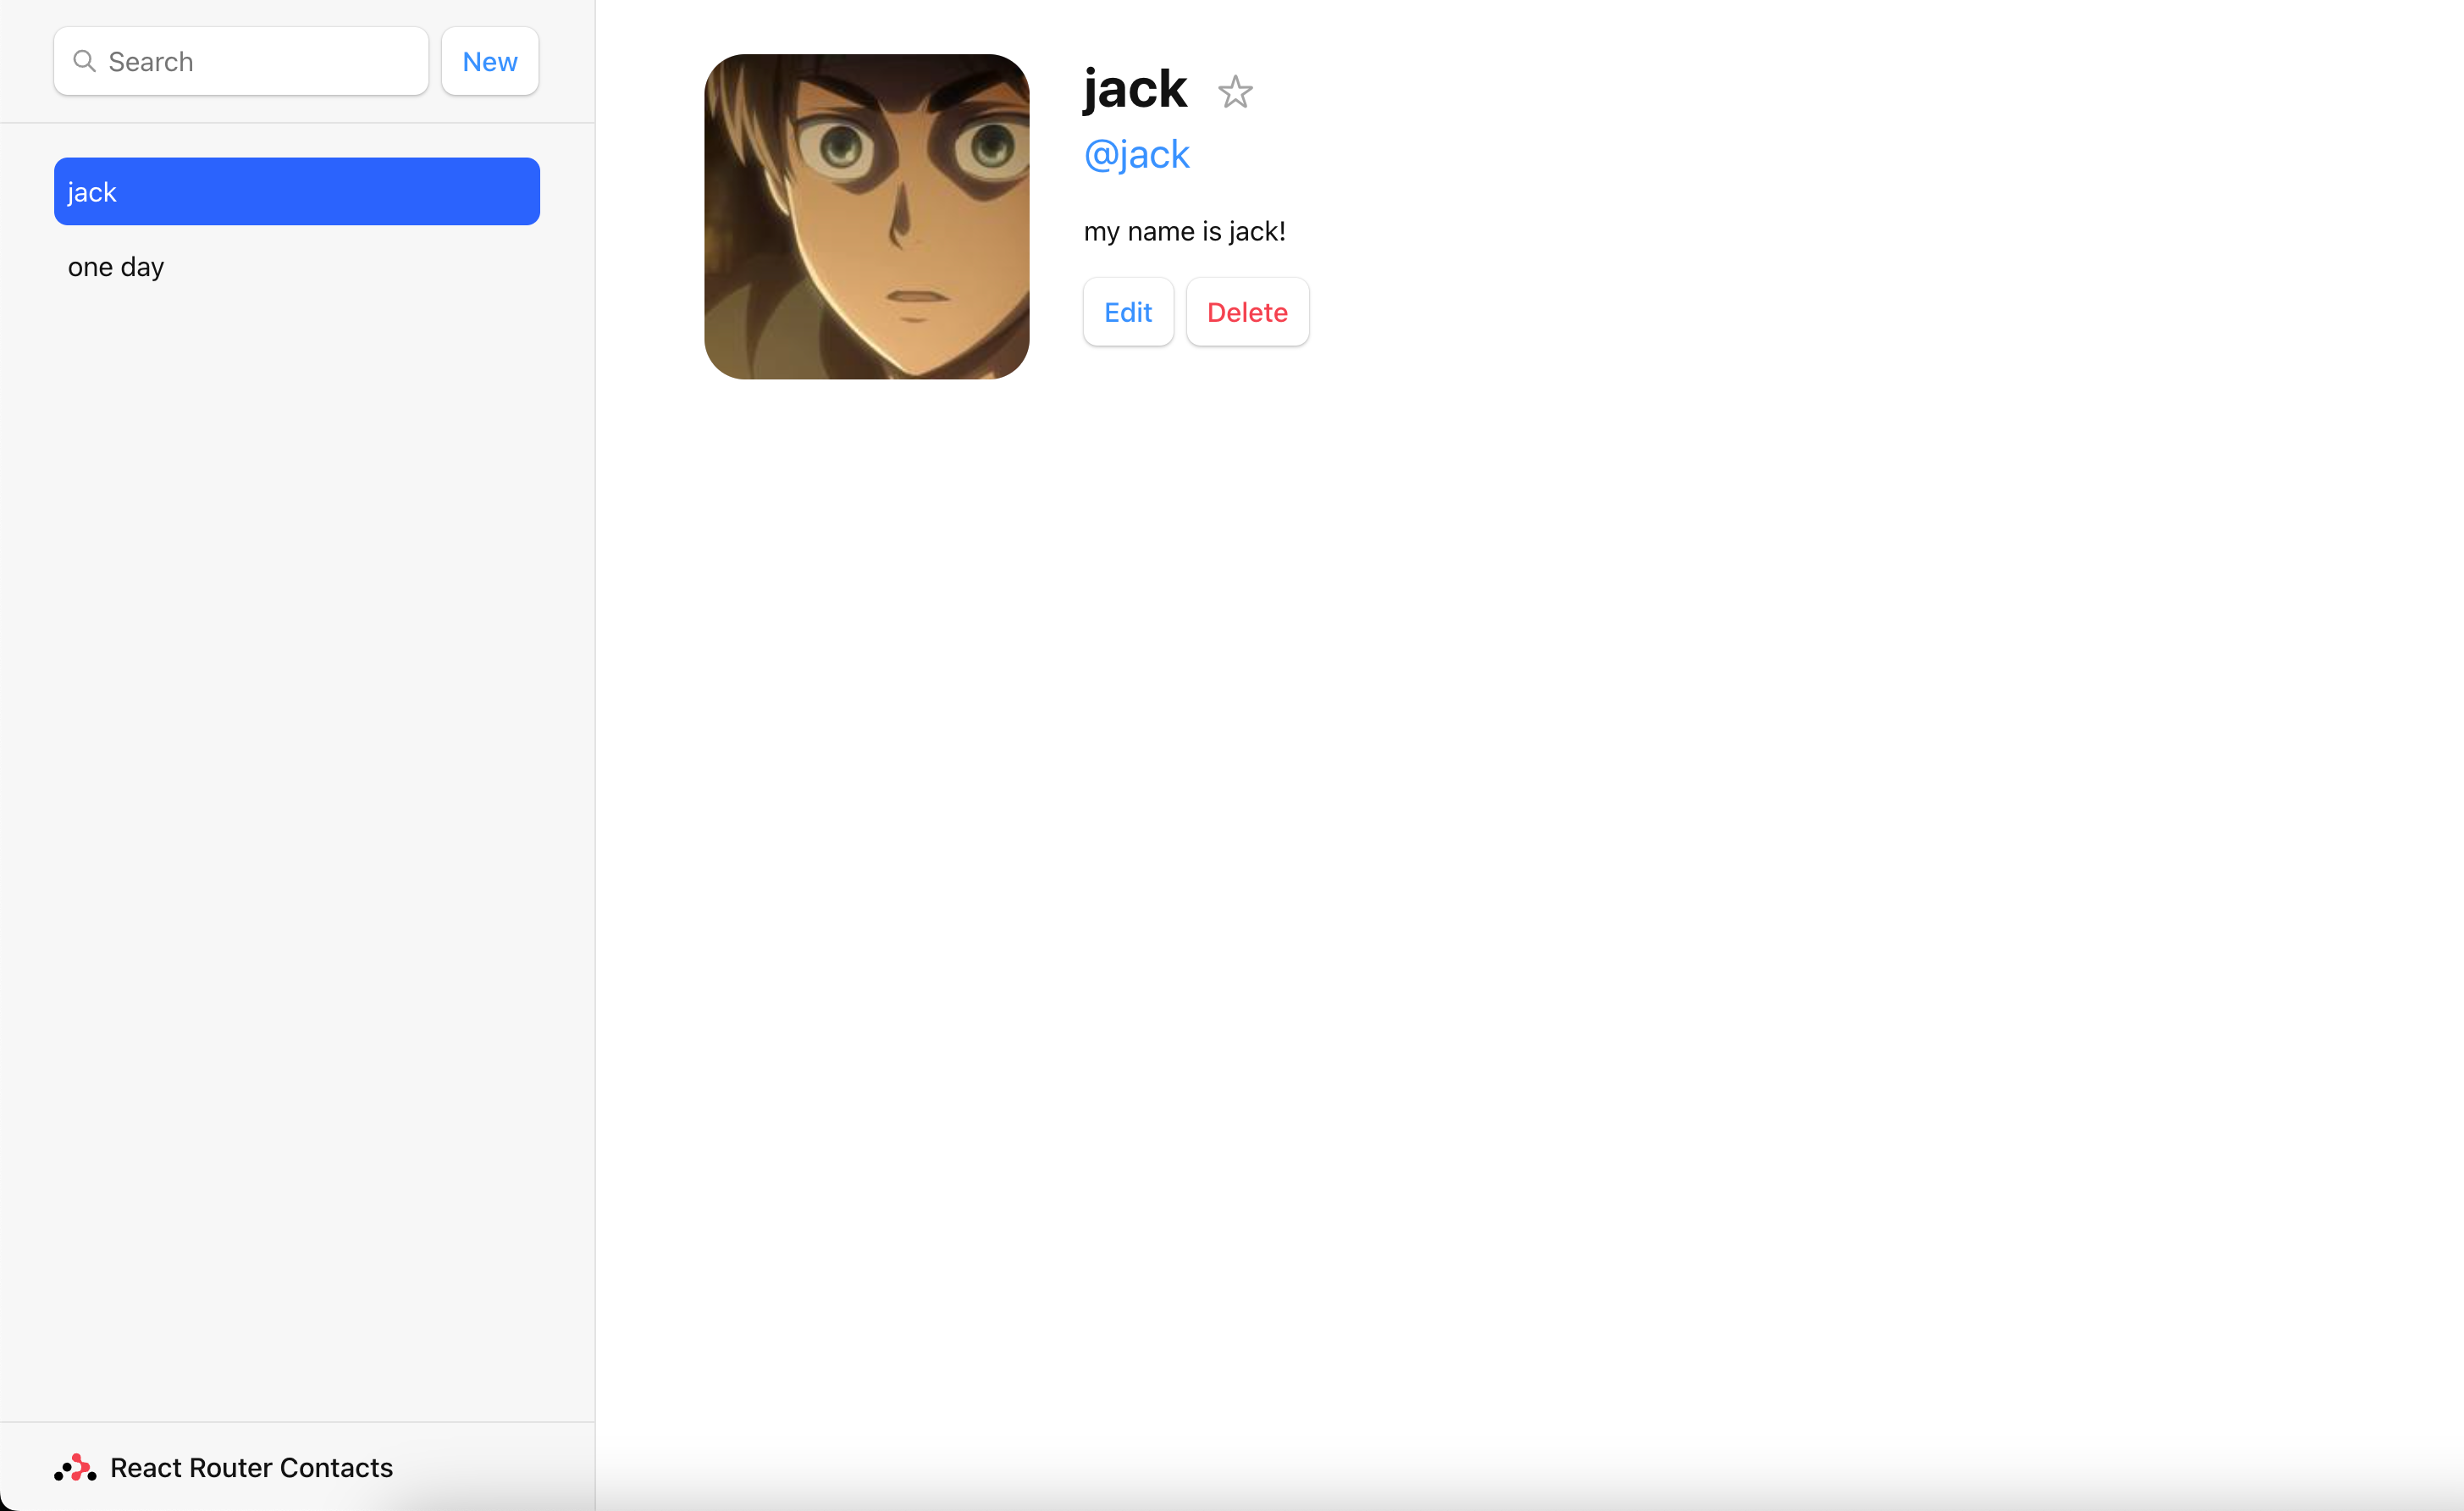 Search
New
jack
one day
React Router Contacts
jack
@jack
my name is jack!
Edit
Delete